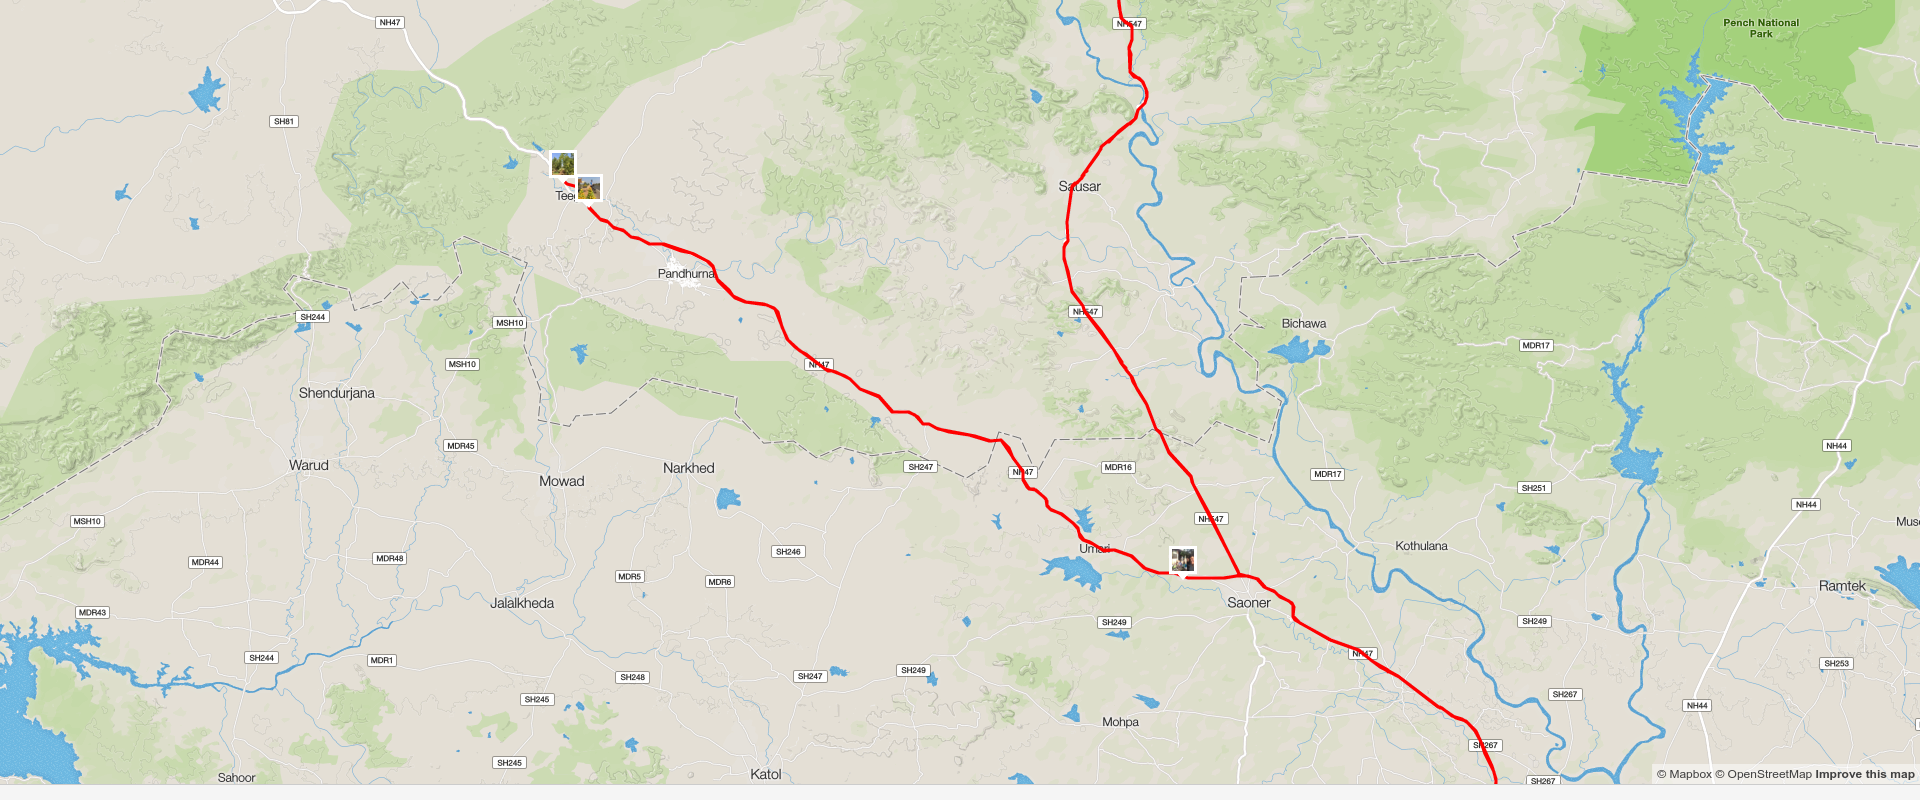 NH47
NH547
Pench National
Park
SH81
Tee
Sausar
Pandhurna
SH244
MSH10
NH547
Bichawa
MDR17
MSH10
NH47
Shendurjana
MDR45
NH44
Warud
Narkhed
SH247
NH47
MDR16
MDR17
Mowad
SH251
NH44
MSH10
NH547
Muso
Umari
Kothulana
SH246
MDR48
MDR44
MDR5
MDR6
Ramtek
Jalalkheda
Saoner
MDR43
SH249
SH249
SH244
MDR1
NH47
SH253
SH249
SH248
SH247
SH267
SH245
NH44
Mohpa
SH267
SH245
Sahoor
Katol
SH267
© Mapbox © OpenStreetMap Improve this map